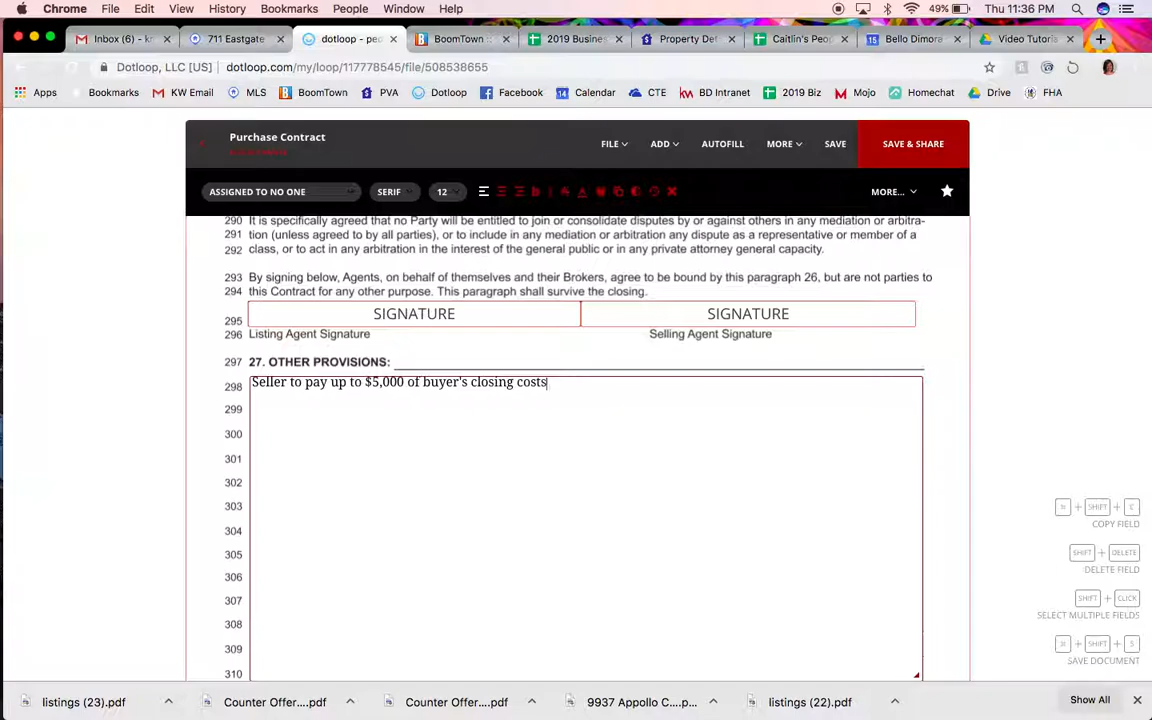 Chrome File Edit View History Bookmarks People Window Help 49% Thu 11:36 PM
Inbox (6) - kr 711 Eastgate dotloop - peo BoomTown : 2019 Busines Property Det Caitlin's Peop Bello Dimora Video Tutoria
Dotloop, LLC [US] dotloop.com/my/loop/117778545/file/508538655
Apps Bookmarks KW Email MLS BoomTown PVA Dotloop Facebook Calendar CTE BD Intranet 2019 Biz Mojo Homechat Drive FHA
Purchase Contract
FILE ADD AUTOFILL MORE SAVE SAVE & SHARE
ASSIGNED TO NO ONE SERIF 12 MORE...
290 It is specifically agreed that no Party will be entitled to join or consolidate disputes by or against others in any mediation or arbitra-
291 tion (unless agreed to by all parties), or to include in any mediation or arbitration any dispute as a representative or member of a
292 class, or to act in any arbitration in the interest of the general public or in any private attorney general capacity.
293 By signing below, Agents, on behalf of themselves and their Brokers, agree to be bound by this paragraph 26, but are not parties to
294 this Contract for any other purpose. This paragraph shall survive the closing.
295 SIGNATURE SIGNATURE
296 Listing Agent Signature Selling Agent Signature
297 27. OTHER PROVISIONS:
298 Seller to pay up to $5,000 of buyer's closing costs
299
300
301
302
303
304
305
306
307
308
309
310
SHIFT + C
COPY FIELD
SHIFT + DELETE
DELETE FIELD
SHIFT + CLICK
SELECT MULTIPLE FIELDS
SHIFT + S
SAVE DOCUMENT
listings (23).pdf Counter Offer....pdf Counter Offer....pdf 9937 Appollo C....p... listings (22).pdf Show All